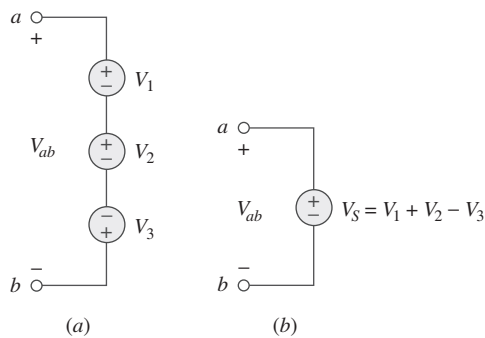 a
+
+
−
V1
Vab
+
−
V2
−
+
V3
−
b
(a)
a
+
Vab
+
−
VS = V1 + V2 − V3
−
b
(b)